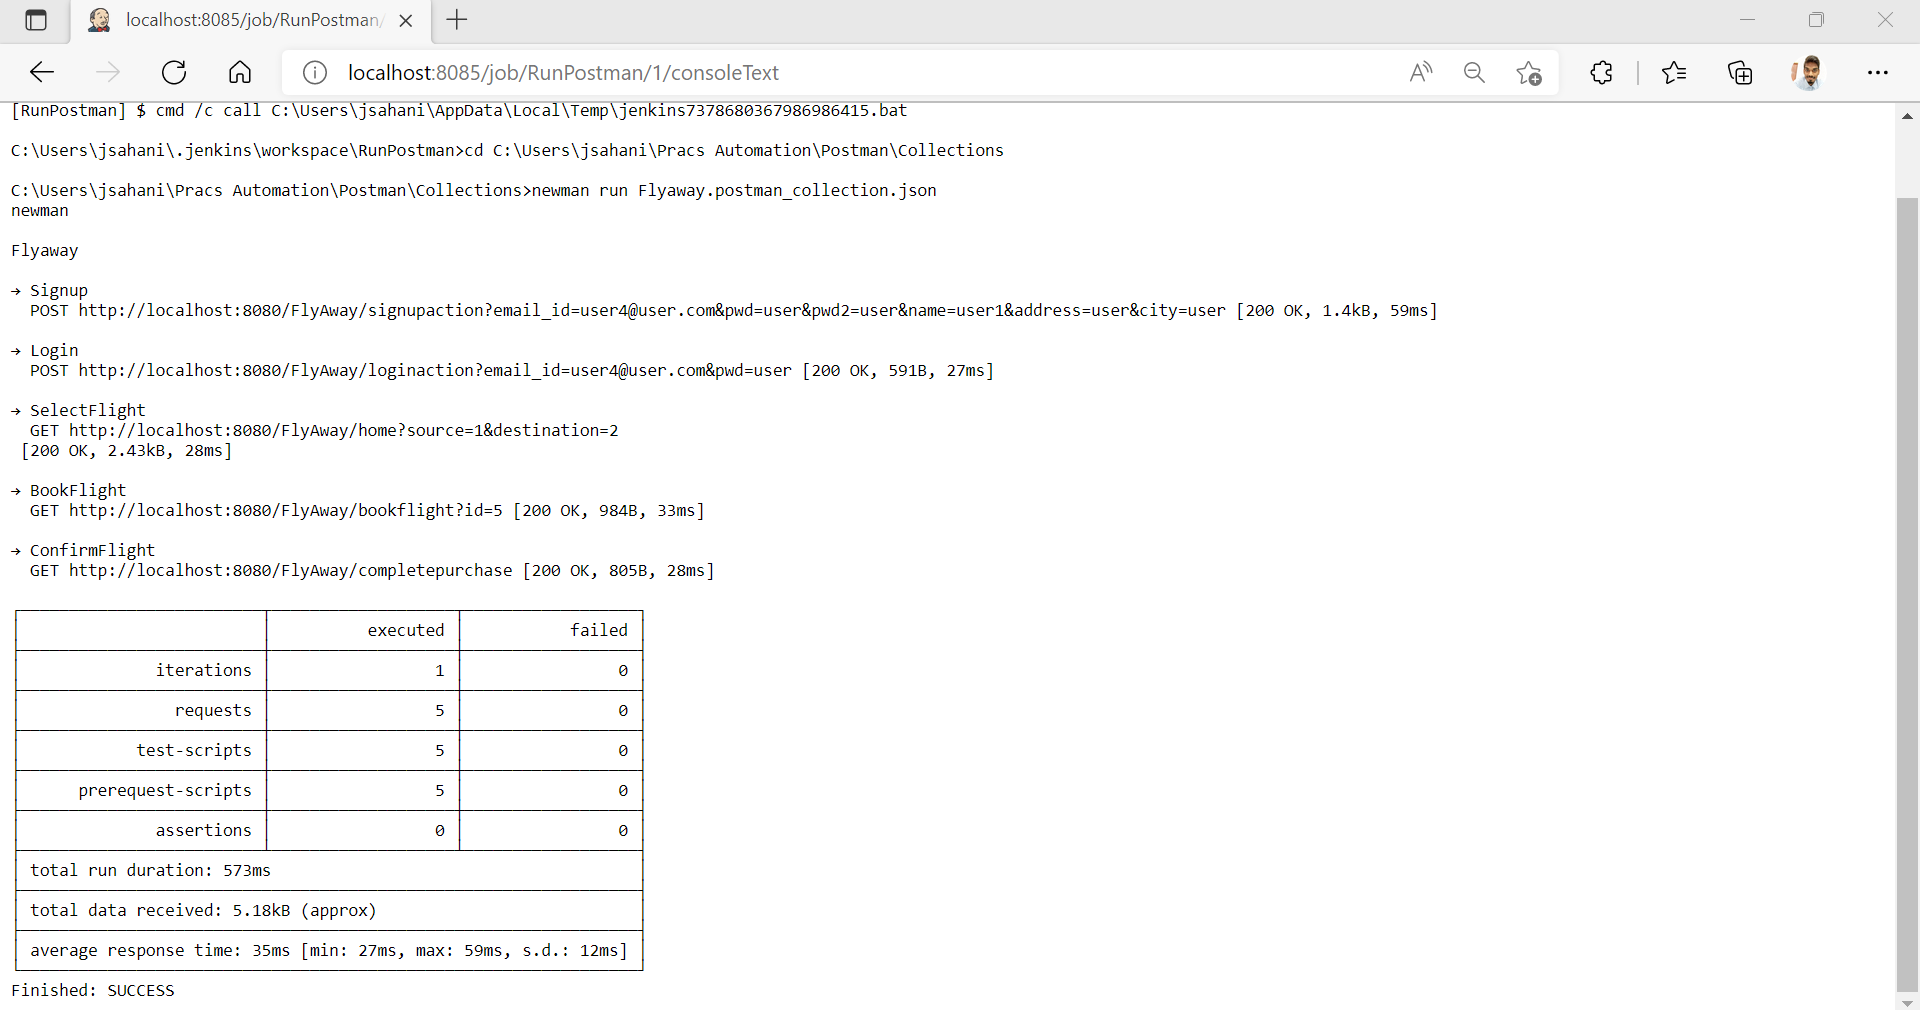 localhost:8085/job/RunPostman/
localhost:8085/job/RunPostman/1/consoleText
[RunPostman] $ cmd /c call C:\Users\jsahani\AppData\Local\Temp\jenkins7378680367986986415.bat
C:\Users\jsahani\.jenkins\workspace\RunPostman>cd C:\Users\jsahani\Pracs Automation\Postman\Collections
C:\Users\jsahani\Pracs Automation\Postman\Collections>newman run Flyaway.postman_collection.json
newman
Flyaway
→ Signup
POST http://localhost:8080/FlyAway/signupaction?email_id=user4@user.com&pwd=user&pwd2=user&name=user1&address=user&city=user [200 OK, 1.4kB, 59ms]
→ Login
POST http://localhost:8080/FlyAway/loginaction?email_id=user4@user.com&pwd=user [200 OK, 591B, 27ms]
→ SelectFlight
GET http://localhost:8080/FlyAway/home?source=1&destination=2
[200 OK, 2.43kB, 28ms]
→ BookFlight
GET http://localhost:8080/FlyAway/bookflight?id=5 [200 OK, 984B, 33ms]
→ ConfirmFlight
GET http://localhost:8080/FlyAway/completepurchase [200 OK, 805B, 28ms]
executed failed
iterations 1 0
requests 5 0
test-scripts 5 0
prerequest-scripts 5 0
assertions 0 0
total run duration: 573ms
total data received: 5.18kB (approx)
average response time: 35ms [min: 27ms, max: 59ms, s.d.: 12ms]
Finished: SUCCESS